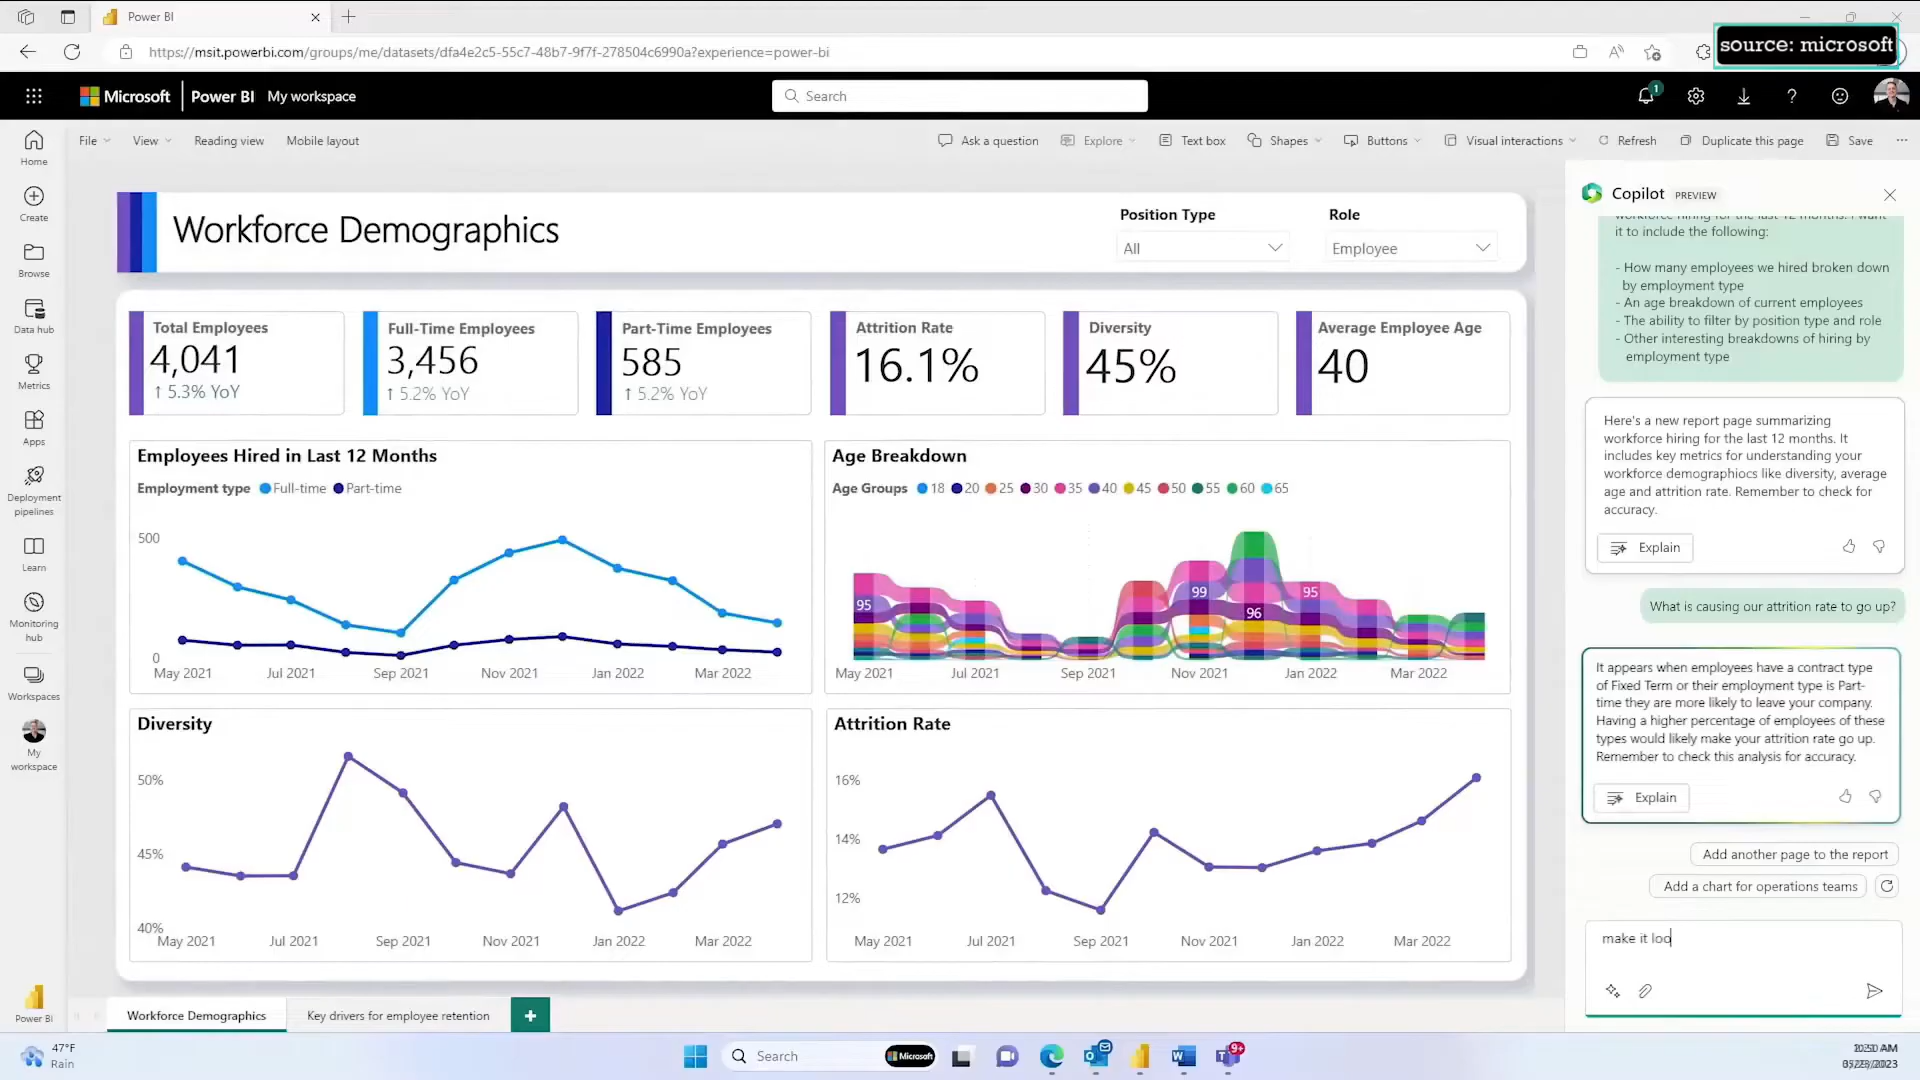 Power BI
https://msit.powerbi.com/groups/me/datasets/dfa4e2c5-55c7-48b7-9f7f-278504c6990a?experience=power-bi
source: microsoft
Microsoft Power BI My workspace
Search
1
File View Reading view Mobile layout
Ask a question Explore Text box Shapes Buttons Visual interactions Refresh Duplicate this page Save
Home
Create
Browse
Data hub
Metrics
Apps
Deployment
pipelines
Learn
Monitoring
hub
Workspaces
My
workspace
Power BI
Workforce Demographics
Position Type
All
Role
Employee
Total Employees
4,041
↑ 5.3% YoY
Full-Time Employees
3,456
↑ 5.2% YoY
Part-Time Employees
585
↑ 5.2% YoY
Attrition Rate
16.1%
Diversity
45%
Average Employee Age
40
Employees Hired in Last 12 Months
Employment type Full-time Part-time
500
0
May 2021 Jul 2021 Sep 2021 Nov 2021 Jan 2022 Mar 2022
Age Breakdown
Age Groups 18 20 25 30 35 40 45 50 55 60 65
95 99 96 95
May 2021 Jul 2021 Sep 2021 Nov 2021 Jan 2022 Mar 2022
Diversity
50%
45%
40%
May 2021 Jul 2021 Sep 2021 Nov 2021 Jan 2022 Mar 2022
Attrition Rate
16%
14%
12%
May 2021 Jul 2021 Sep 2021 Nov 2021 Jan 2022 Mar 2022
Workforce Demographics Key drivers for employee retention +
Copilot PREVIEW
workforce hiring for the last 12 months. I want
it to include the following:
- How many employees we hired broken down
by employment type
- An age breakdown of current employees
- The ability to filter by position type and role
- Other interesting breakdowns of hiring by
employment type
Here's a new report page summarizing
workforce hiring for the last 12 months. It
includes key metrics for understanding your
workforce demographiocs like diversity, average
age and attrition rate. Remember to check for
accuracy.
Explain
What is causing our attrition rate to go up?
It appears when employees have a contract type
of Fixed Term or their employment type is Part-
time they are more likely to leave your company.
Having a higher percentage of employees of these
types would likely make your attrition rate go up.
Remember to check this analysis for accuracy.
Explain
Add another page to the report
Add a chart for operations teams
make it loo
47°F
Rain
Search
Microsoft
9+